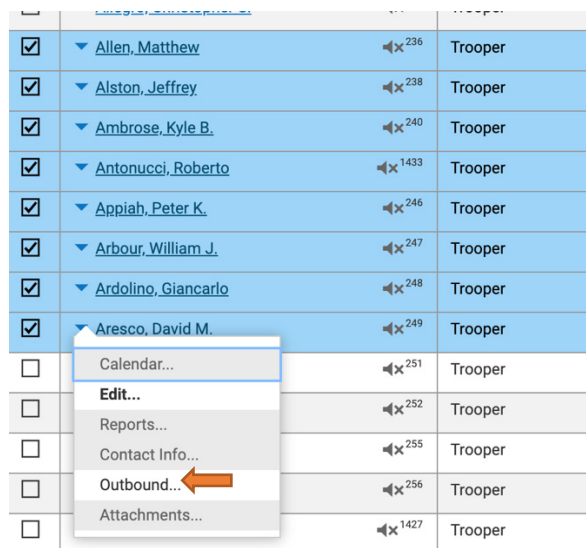 Allen, Matthew 236 Trooper
Alston, Jeffrey 238 Trooper
Ambrose, Kyle B. 240 Trooper
Antonucci, Roberto 1433 Trooper
Appiah, Peter K. 246 Trooper
Arbour, William J. 247 Trooper
Ardolino, Giancarlo 248 Trooper
Aresco, David M. 249 Trooper
Calendar... 251 Trooper
Edit...
252 Trooper
Reports...
Contact Info... 255 Trooper
Outbound... 256 Trooper
Attachments...
1427 Trooper